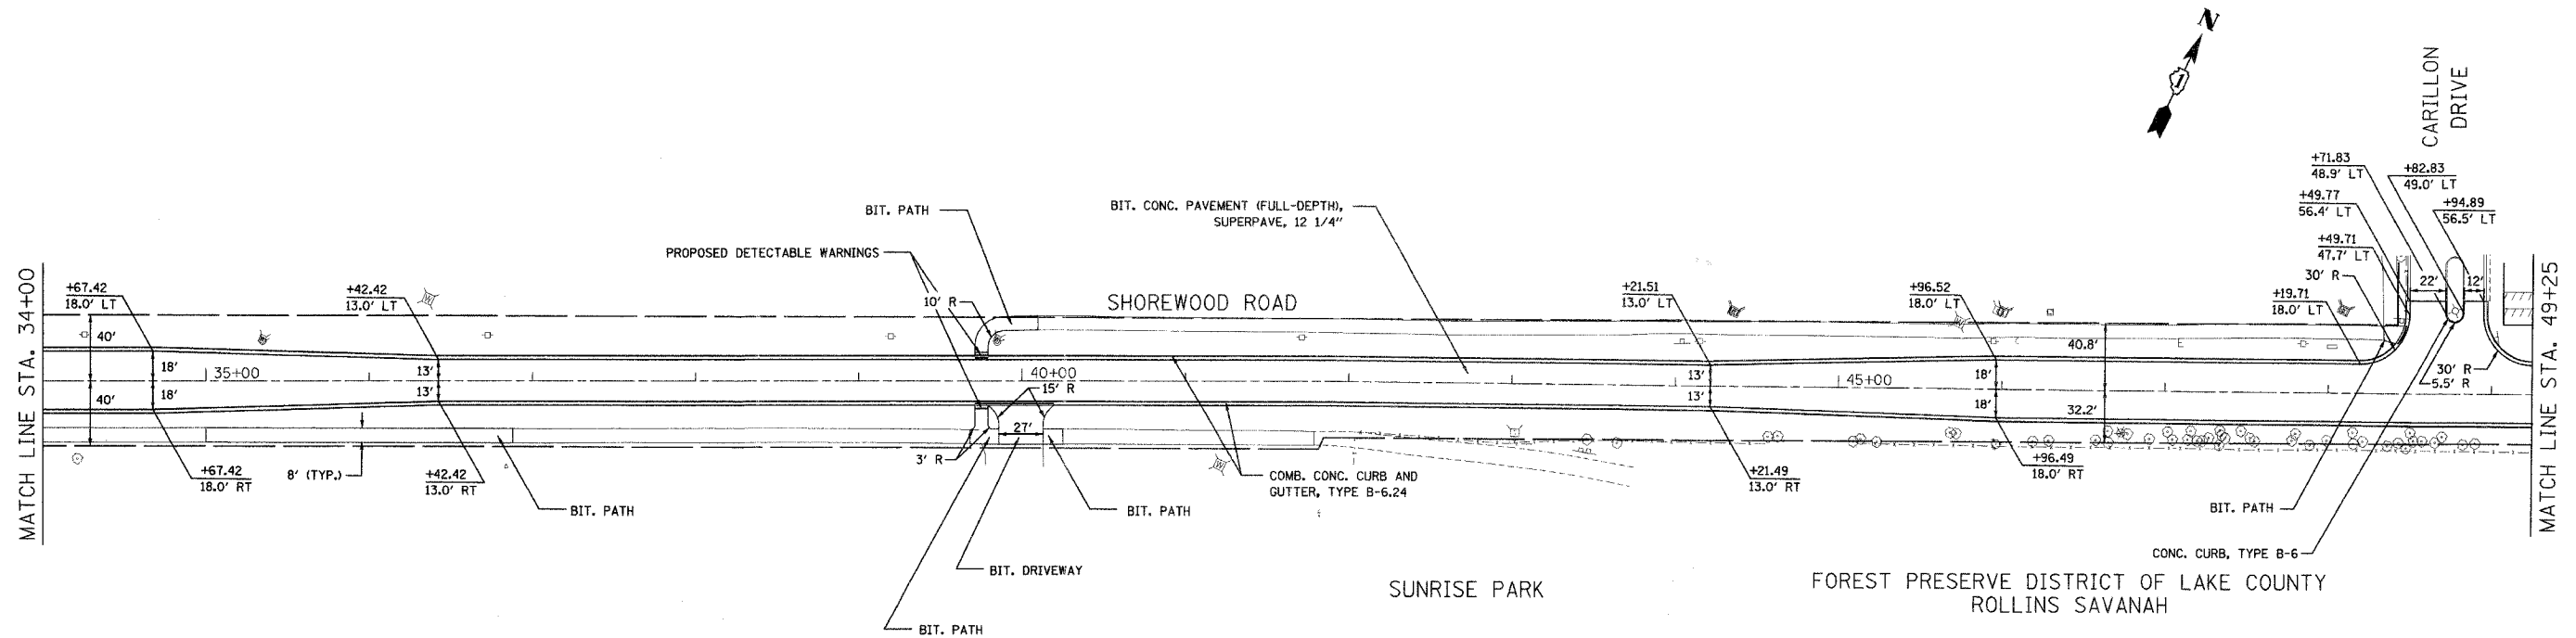 N
CARILLON
DRIVE
+71.83
48.9' LT
+82.83
49.0' LT
+49.77
56.4' LT
+94.89
56.5' LT
BIT. PATH
BIT. CONC. PAVEMENT (FULL-DEPTH),
SUPERPAVE, 12 1/4"
PROPOSED DETECTABLE WARNINGS
+49.71
47.7' LT
30' R
22'
12'
MATCH LINE STA. 34+00
+67.42
18.0' LT
+42.42
13.0' LT
10' R
SHOREWOOD ROAD
+21.51
13.0' LT
+96.52
18.0' LT
+19.71
18.0' LT
MATCH LINE STA. 49+25
40'
40.8'
18'
35+00
13'
40+00
13'
45+00
18'
30' R
5.5' R
15' R
40'
18'
13'
13'
18'
32.2'
27'
3' R
8' (TYP.)
+67.42
18.0' RT
+42.42
13.0' RT
COMB. CONC. CURB AND
GUTTER, TYPE B-6.24
+21.49
13.0' RT
+96.49
18.0' RT
BIT. PATH
BIT. PATH
BIT. PATH
CONC. CURB, TYPE B-6
BIT. DRIVEWAY
SUNRISE PARK
FOREST PRESERVE DISTRICT OF LAKE COUNTY
ROLLINS SAVANAH
BIT. PATH